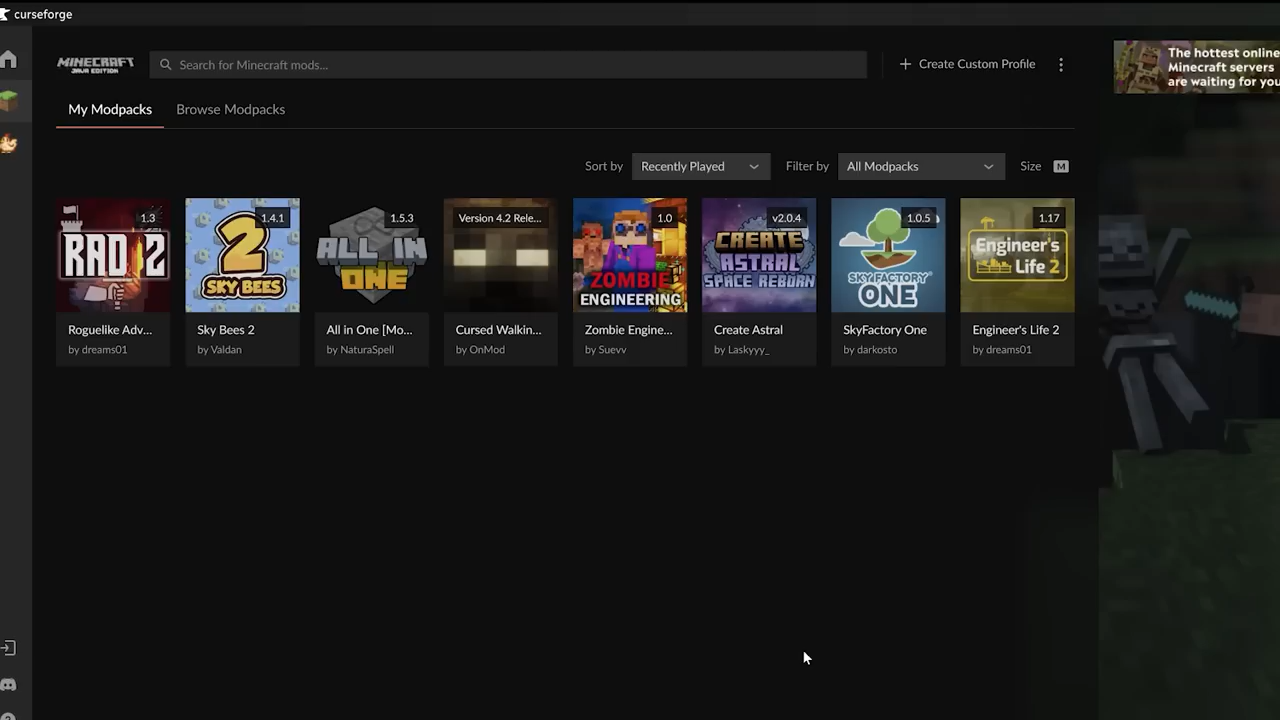 curseforge
MINECRAFT
JAVA EDITION
Search for Minecraft mods...
Create Custom Profile
The hottest online
Minecraft servers
are waiting for you
My Modpacks
Browse Modpacks
Sort by
Recently Played
Filter by
All Modpacks
Size
M
1.3
RAD 2
Roguelike Adv...
by dreams01
1.4.1
2
SKY BEES
Sky Bees 2
by Valdan
1.5.3
ALL IN
ONE
All in One [Mo...
by NaturaSpell
Version 4.2 Rele...
Cursed Walkin...
by OnMod
1.0
ZOMBIE
ENGINEERING
Zombie Engine...
by Suevv
v2.0.4
CREATE
ASTRAL
SPACE REBORN
Create Astral
by Laskyyy_
1.0.5
SKY FACTORY
ONE
SkyFactory One
by darkosto
1.17
Engineer's
Life 2
Engineer's Life 2
by dreams01